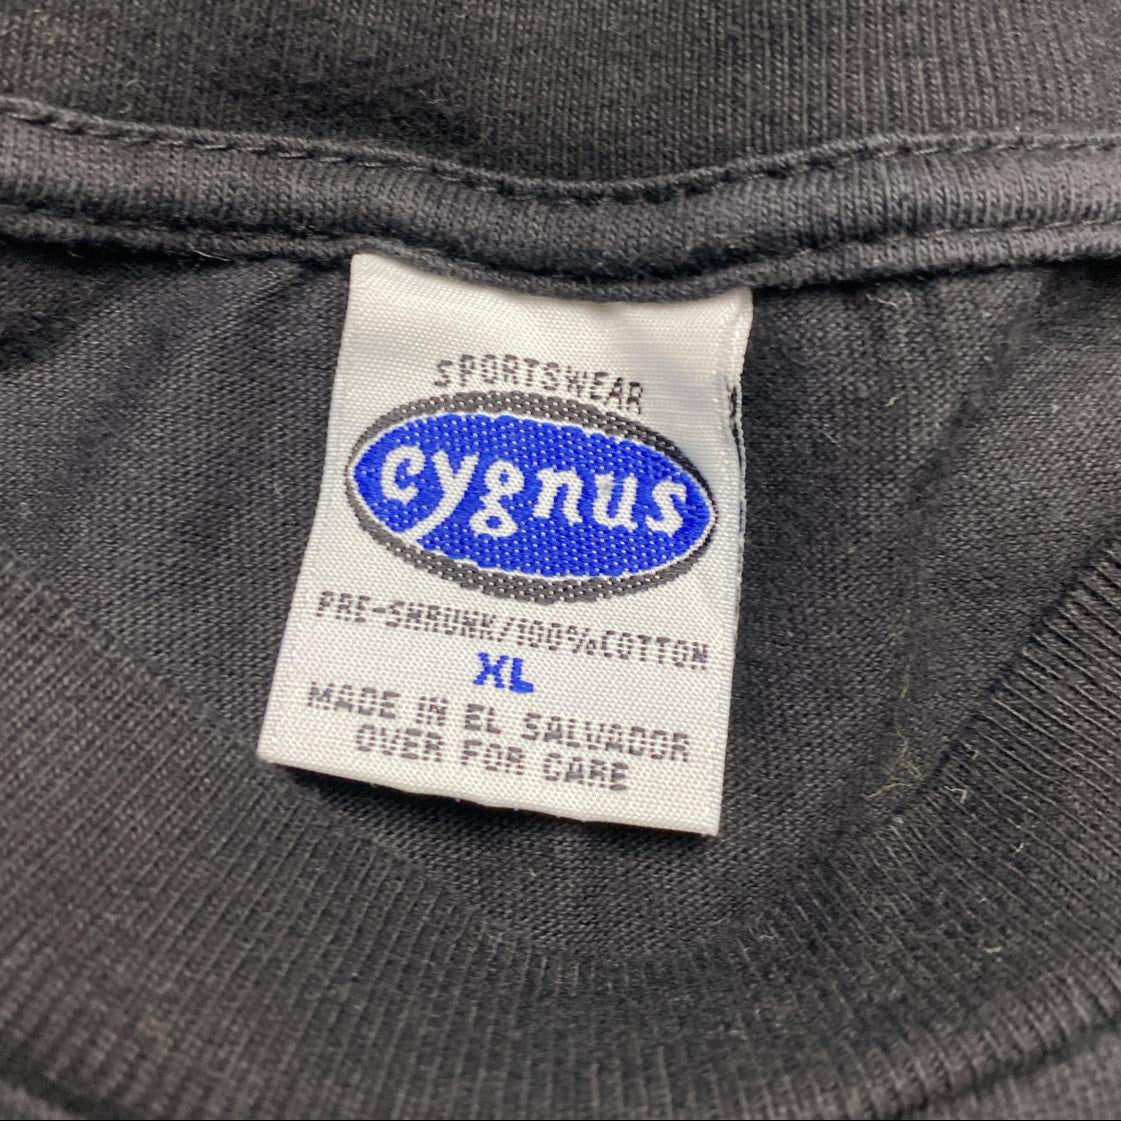 SPORTSWEAR
cygnus
PRE-SHRUNK/100%COTTON
XL
MADE IN EL SALVADOR
OVER FOR CARE